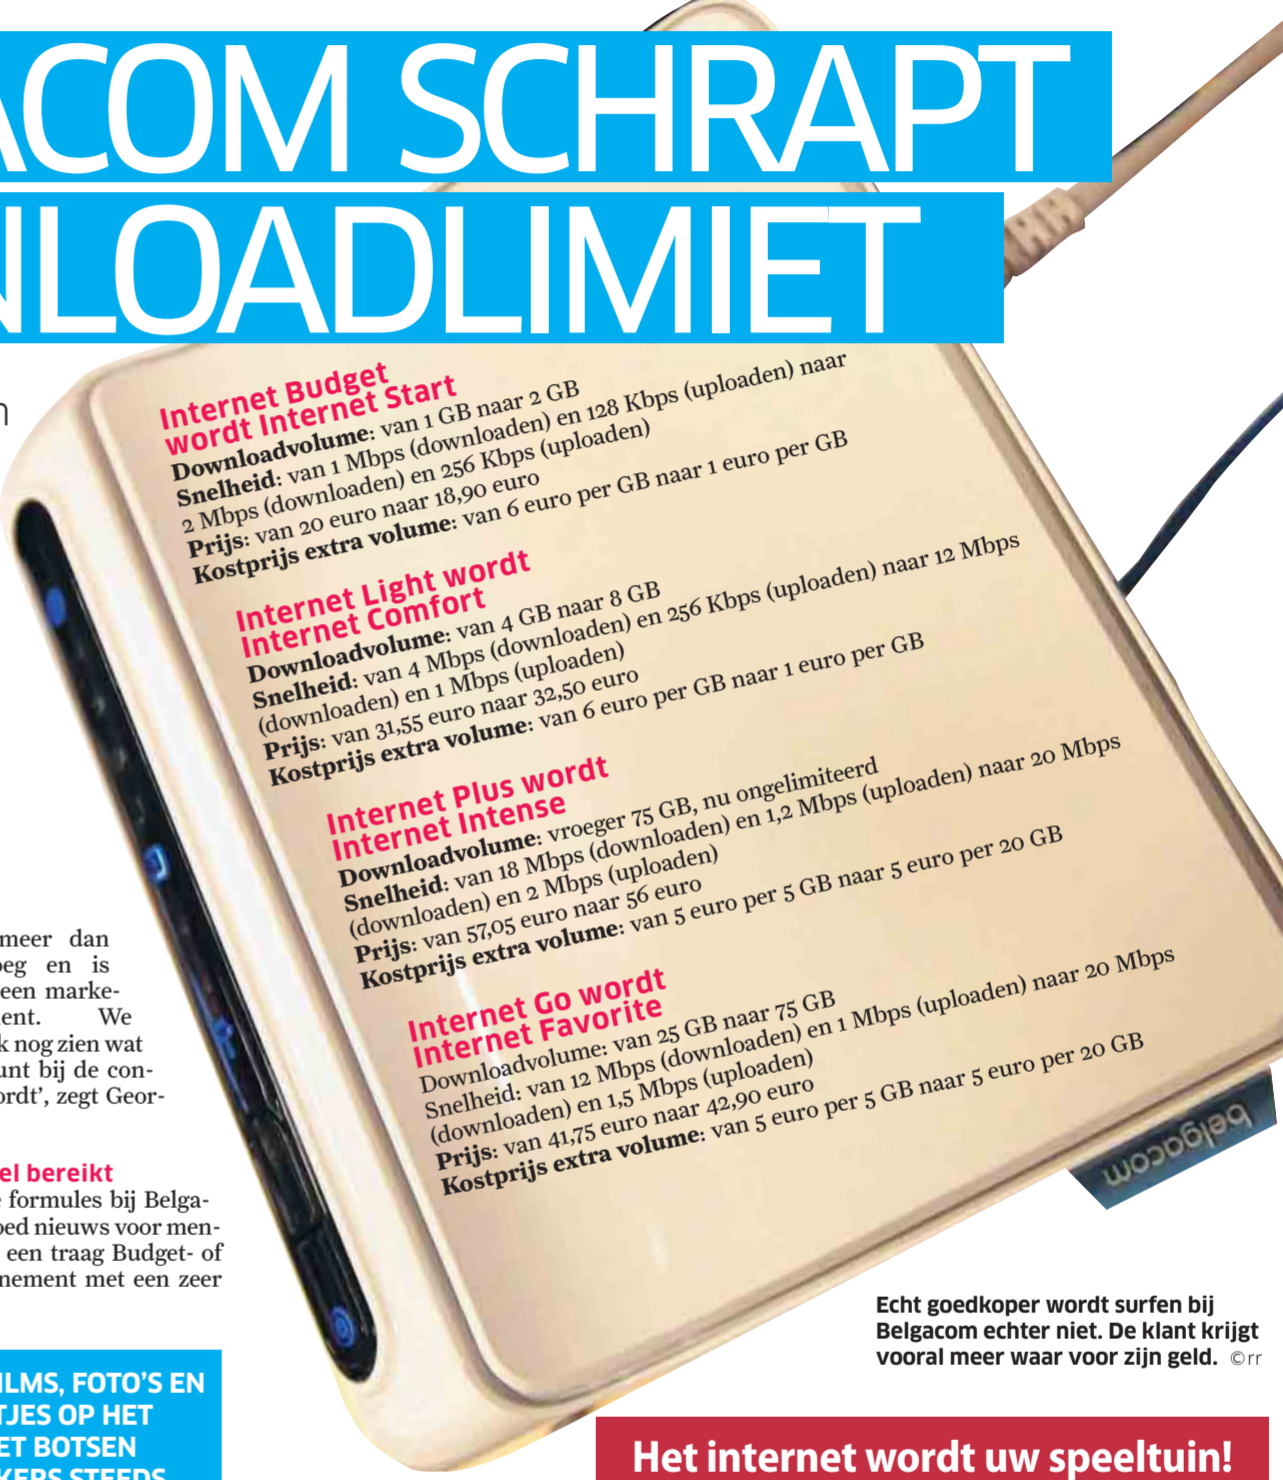 ACOM SCHRAPT
NLOADLIMIET
Internet Budget
wordt Internet Start
Downloadvolume: van 1 GB naar 2 GB
Snelheid: van 1 Mbps (downloaden) en 128 Kbps (uploaden) naar
2 Mbps (downloaden) en 256 Kbps (uploaden)
Prijs: van 20 euro naar 18,90 euro
Kostprijs extra volume: van 6 euro per GB naar 1 euro per GB
Internet Light wordt
Internet Comfort
Downloadvolume: van 4 GB naar 8 GB
Snelheid: van 4 Mbps (downloaden) en 256 Kbps (uploaden) naar 12 Mbps
(downloaden) en 1 Mbps (uploaden)
Prijs: van 31,55 euro naar 32,50 euro
Kostprijs extra volume: van 6 euro per GB naar 1 euro per GB
Internet Plus wordt
Internet Intense
Downloadvolume: vroeger 75 GB, nu ongelimiteerd
Snelheid: van 18 Mbps (downloaden) en 1,2 Mbps (uploaden) naar 20 Mbps
(downloaden) en 2 Mbps (uploaden)
Prijs: van 57,05 euro naar 56 euro
Kostprijs extra volume: van 5 euro per 5 GB naar 5 euro per 20 GB
Internet Go wordt
Internet Favorite
Downloadvolume: van 25 GB naar 75 GB
Snelheid: van 12 Mbps (downloaden) en 1 Mbps (uploaden) naar 20 Mbps
(downloaden) en 1,5 Mbps (uploaden)
Prijs: van 41,75 euro naar 42,90 euro
Kostprijs extra volume: van 5 euro per 5 GB naar 5 euro per 20 GB
belgacom
meer dan
eg en is
een marke-
ent. We
k nog zien wat
unt bij de con-
ordt', zegt Geor-
el bereikt
formules bij Belga-
oed nieuws voor men-
een traag Budget- of
nement met een zeer
ILMS, FOTO'S EN
TJES OP HET
ET BOTSEN
KERS STEEDS
Echt goedkoper wordt surfen bij
Belgacom echter niet. De klant krijgt
vooral meer waar voor zijn geld. ©rr
Het internet wordt uw speeltuin!